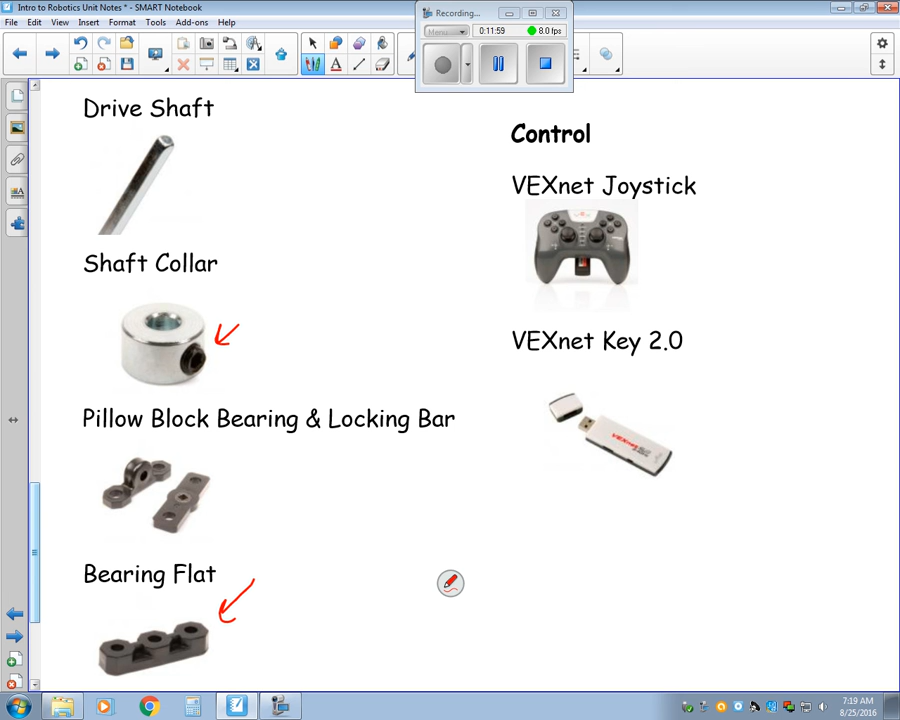 Intro to Robotics Unit Notes * - SMART Notebook
File Edit View Insert Format Tools Add-ons Help
Recording...
Menu...
0:11:59
8.0 fps
Drive Shaft
Shaft Collar
Pillow Block Bearing & Locking Bar
Bearing Flat
Control
VEXnet Joystick
VEXnet Key 2.0
VEXnet
7:19 AM
8/25/2016